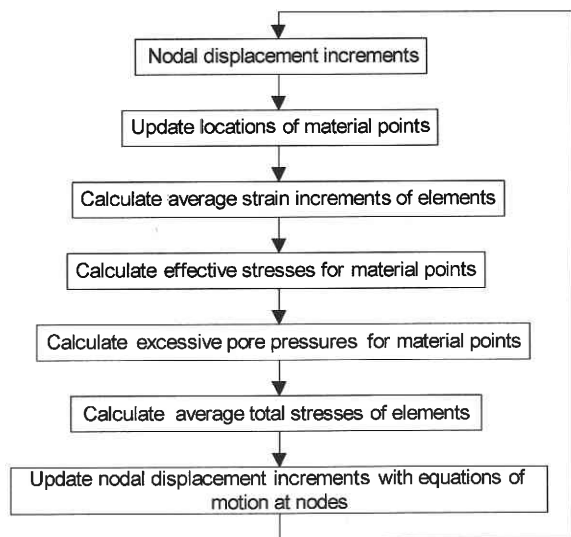 Nodal displacement increments
Update locations of material points
Calculate average strain increments of elements
Calculate effective stresses for material points
Calculate excessive pore pressures for material points
Calculate average total stresses of elements
Update nodal displacement increments with equations of
motion at nodes